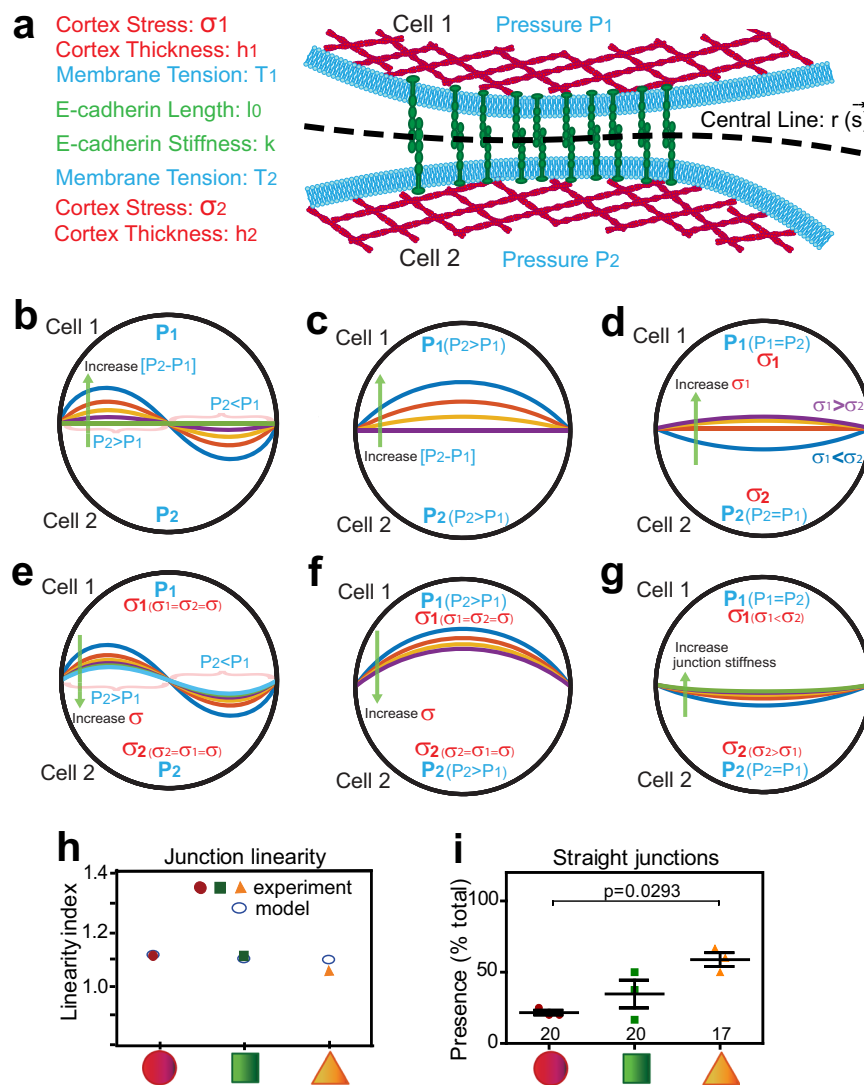 a
Cortex Stress: σ1
Cortex Thickness: h1
Membrane Tension: T1
E-cadherin Length: l0
E-cadherin Stiffness: k
Membrane Tension: T2
Cortex Stress: σ2
Cortex Thickness: h2
Cell 1
Pressure P1
Central Line: r (s⃗)
Cell 2
Pressure P2
b
Cell 1
P1
Increase [P2-P1]
P2<P1
P2>P1
P2
Cell 2
c
P1(P2>P1)
Increase [P2-P1]
P2(P2>P1)
d
Cell 1
P1(P1=P2)
σ1
Increase σ1
σ1>σ2
σ1<σ2
σ2
P2(P2=P1)
Cell 2
e
Cell 1
P1
σ1(σ1=σ2=σ)
P2<P1
P2>P1
Increase σ
σ2(σ2=σ1=σ)
P2
Cell 2
f
Cell 1
P1(P2>P1)
σ1(σ1=σ2=σ)
Increase σ
σ2(σ2=σ1=σ)
P2(P2>P1)
Cell 2
g
Cell 1
P1(P1=P2)
σ1(σ1<σ2)
Increase
junction stiffness
σ2(σ2>σ1)
P2(P2=P1)
Cell 2
h
Junction linearity
1.4
1.2
1.0
Linearity index
experiment
model
i
Straight junctions
p=0.0293
100
50
0
Presence (% total)
20
20
17